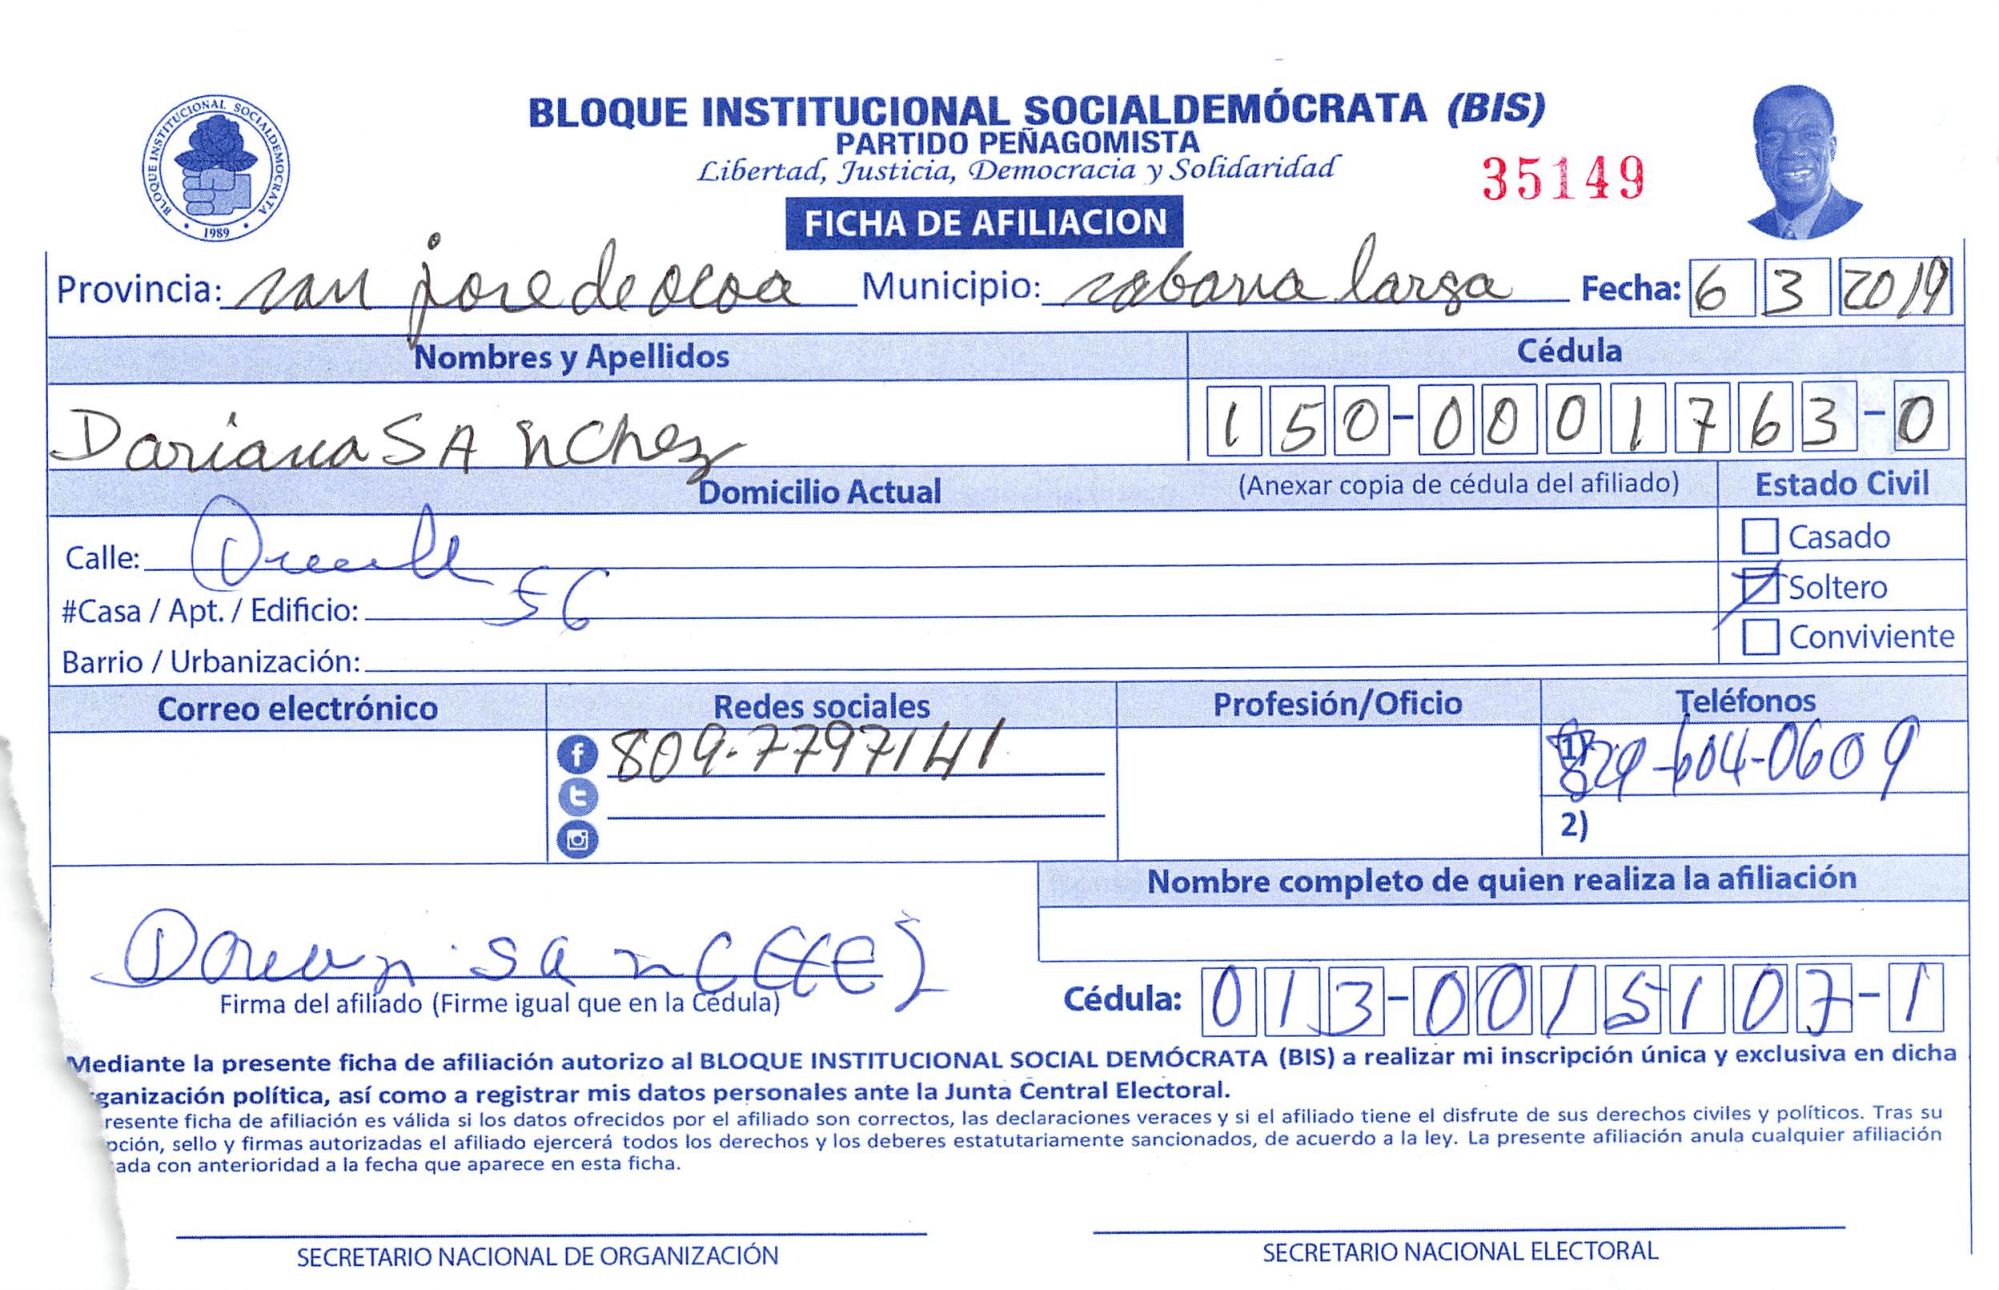 BLOQUE INSTITUCIONAL SOCIALDEMÓCRATA (BIS)
PARTIDO PEÑAGOMISTA
Libertad, Justicia, Democracia y Solidaridad
35149
BLOQUE INSTITUCIONAL SOCIALDEMOCRATA
1989
FICHA DE AFILIACION
Provincia: san jose de ocoa Municipio: sabana larga Fecha: 6 3 2019
Nombres y Apellidos Cédula
Dariana SAnchez 150-0001763-0
Domicilio Actual (Anexar copia de cédula del afiliado) Estado Civil
Calle: Casado
#Casa / Apt. / Edificio: 56 Soltero
Barrio / Urbanización: Conviviente
Correo electrónico Redes sociales Profesión/Oficio Teléfonos
809-7797141 1) 829-604-0609
2)
Nombre completo de quien realiza la afiliación
Firma del afiliado (Firme igual que en la Cédula) Cédula: 013-0015107-1
Mediante la presente ficha de afiliación autorizo al BLOQUE INSTITUCIONAL SOCIAL DEMÓCRATA (BIS) a realizar mi inscripción única y exclusiva en dicha
ganización política, así como a registrar mis datos personales ante la Junta Central Electoral.
resente ficha de afiliación es válida si los datos ofrecidos por el afiliado son correctos, las declaraciones veraces y si el afiliado tiene el disfrute de sus derechos civiles y políticos. Tras su
pción, sello y firmas autorizadas el afiliado ejercerá todos los derechos y los deberes estatutariamente sancionados, de acuerdo a la ley. La presente afiliación anula cualquier afiliación
ada con anterioridad a la fecha que aparece en esta ficha.
SECRETARIO NACIONAL DE ORGANIZACIÓN SECRETARIO NACIONAL ELECTORAL